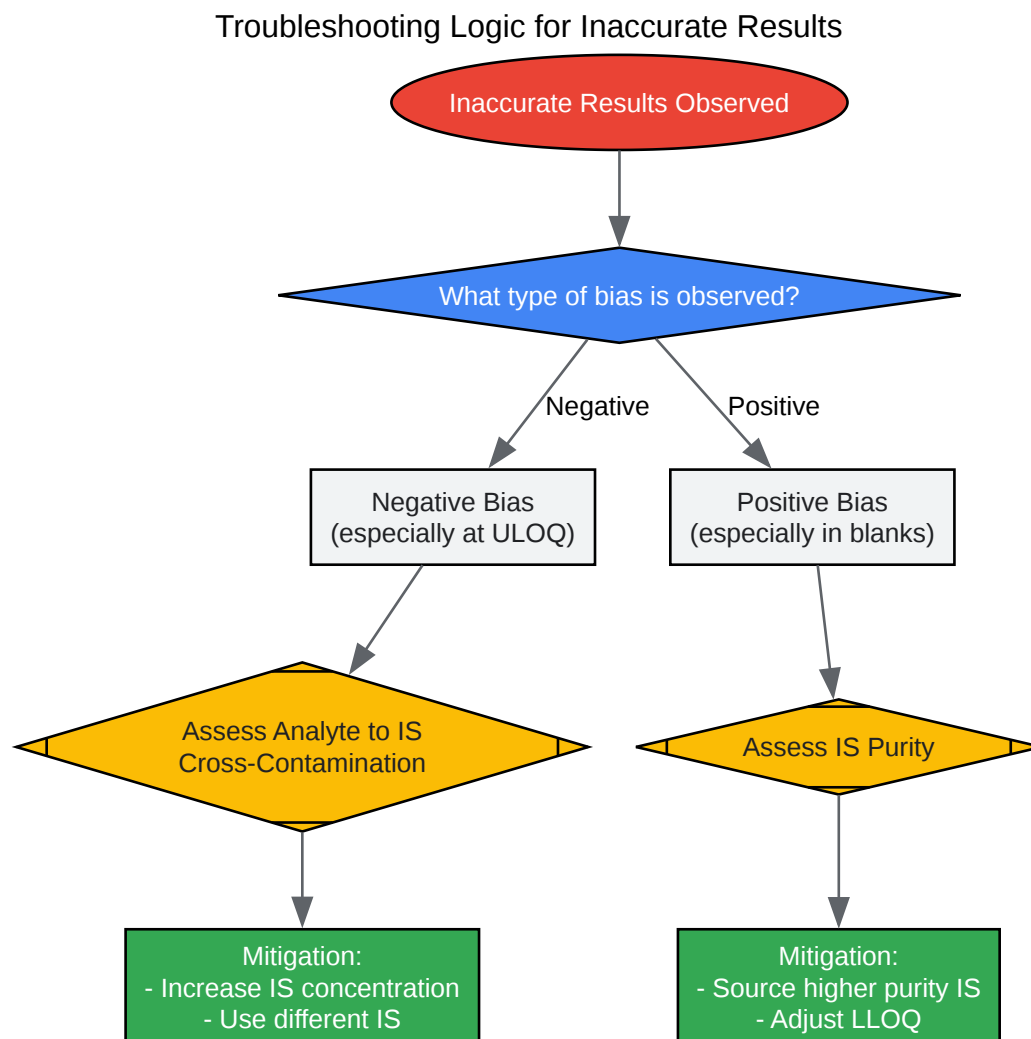 Troubleshooting Logic for Inaccurate Results
Inaccurate Results Observed
What type of bias is observed?
Negative
Positive
Negative Bias
(especially at ULOQ)
Positive Bias
(especially in blanks)
Assess Analyte to IS
Cross-Contamination
Assess IS Purity
Mitigation:
- Increase IS concentration
- Use different IS
Mitigation:
- Source higher purity IS
- Adjust LLOQ